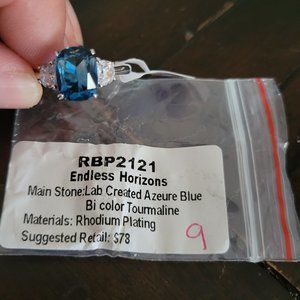 RBP2121
Endless Horizons
Main Stone:Lab Created Azeure Blue
Bi color Tourmaline
Materials: Rhodium Plating
Suggested Retail: $78
9